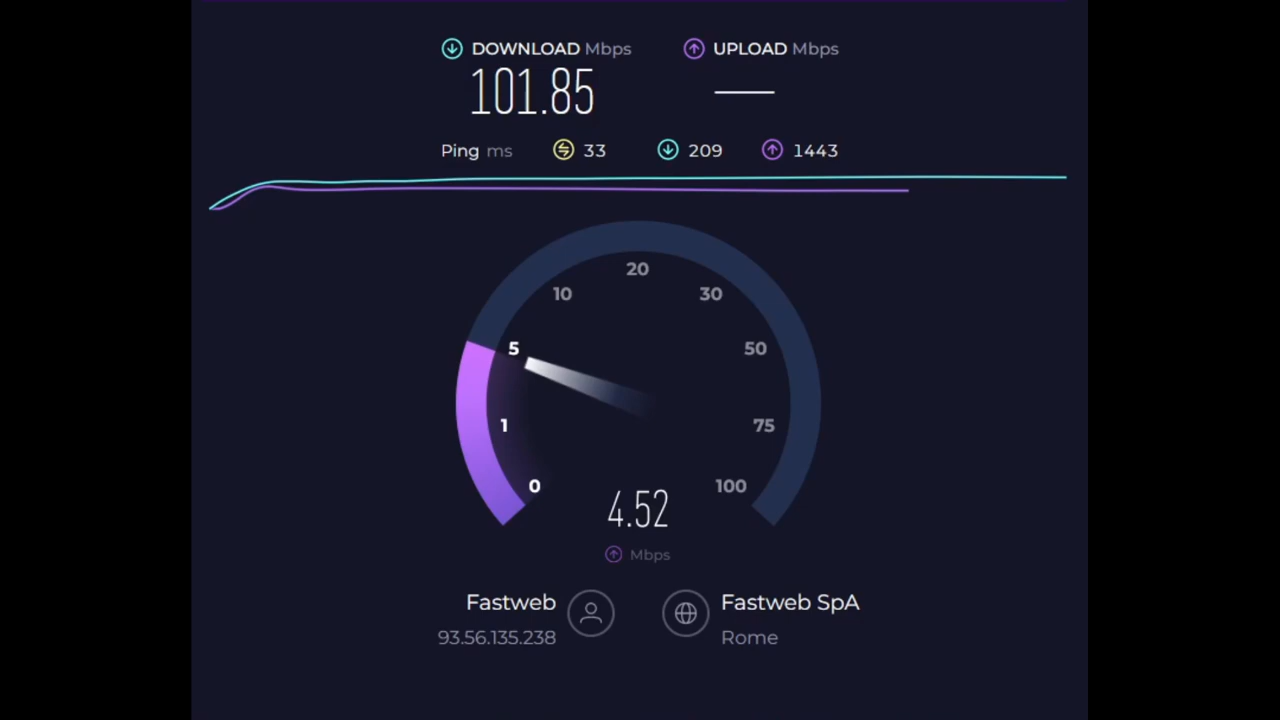 DOWNLOAD Mbps UPLOAD Mbps
101.85 —
Ping ms 33 209 1443
20
10 30
5 50
1 75
0 100
4.52
Mbps
Fastweb Fastweb SpA
93.56.135.238 Rome